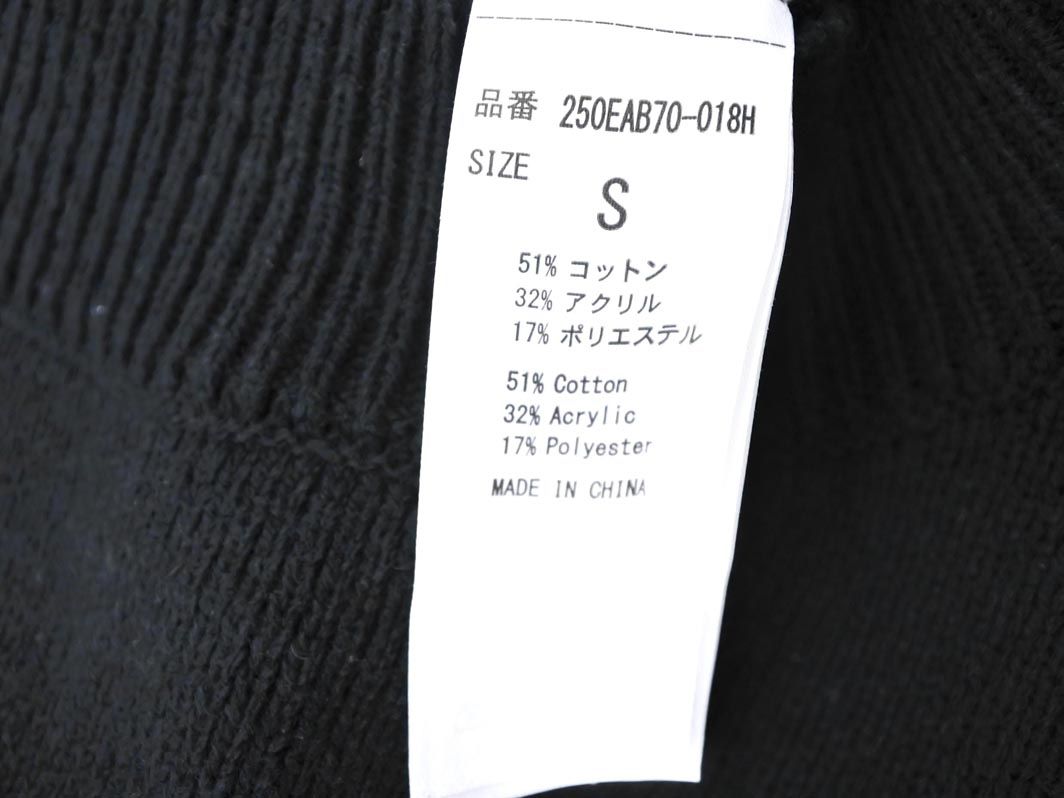 品番 250EAB70-018H
SIZE
S
51% コットン
32% アクリル
17% ポリエステル
51% Cotton
32% Acrylic
17% Polyester
MADE IN CHINA